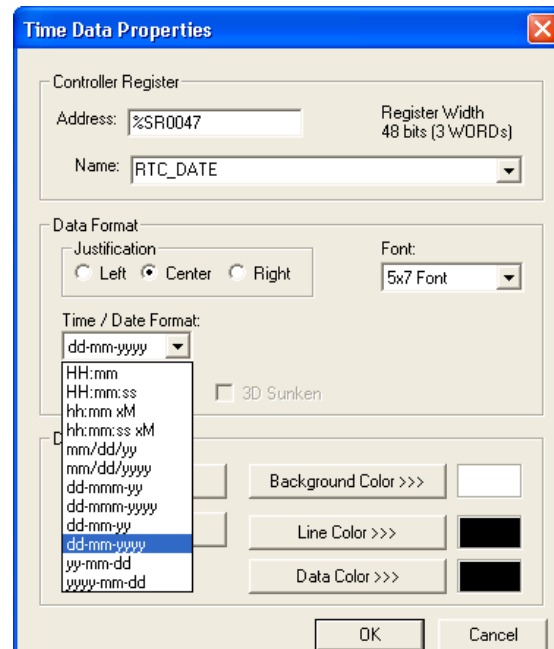 Time Data Properties
Controller Register
Address: %SR0047
Register Width
48 bits (3 WORDs)
Name: RTC_DATE
Data Format
Justification
Left Center Right
Font:
5x7 Font
Time / Date Format:
dd-mm-yyyy
HH:mm
HH:mm:ss
hh:mm xM
hh:mm:ss xM
mm/dd/yy
mm/dd/yyyy
dd-mmm-yy
dd-mmm-yyyy
dd-mm-yy
dd-mm-yyyy
yy-mm-dd
yyyy-mm-dd
3D Sunken
Background Color >>>
Line Color >>>
Data Color >>>
OK Cancel